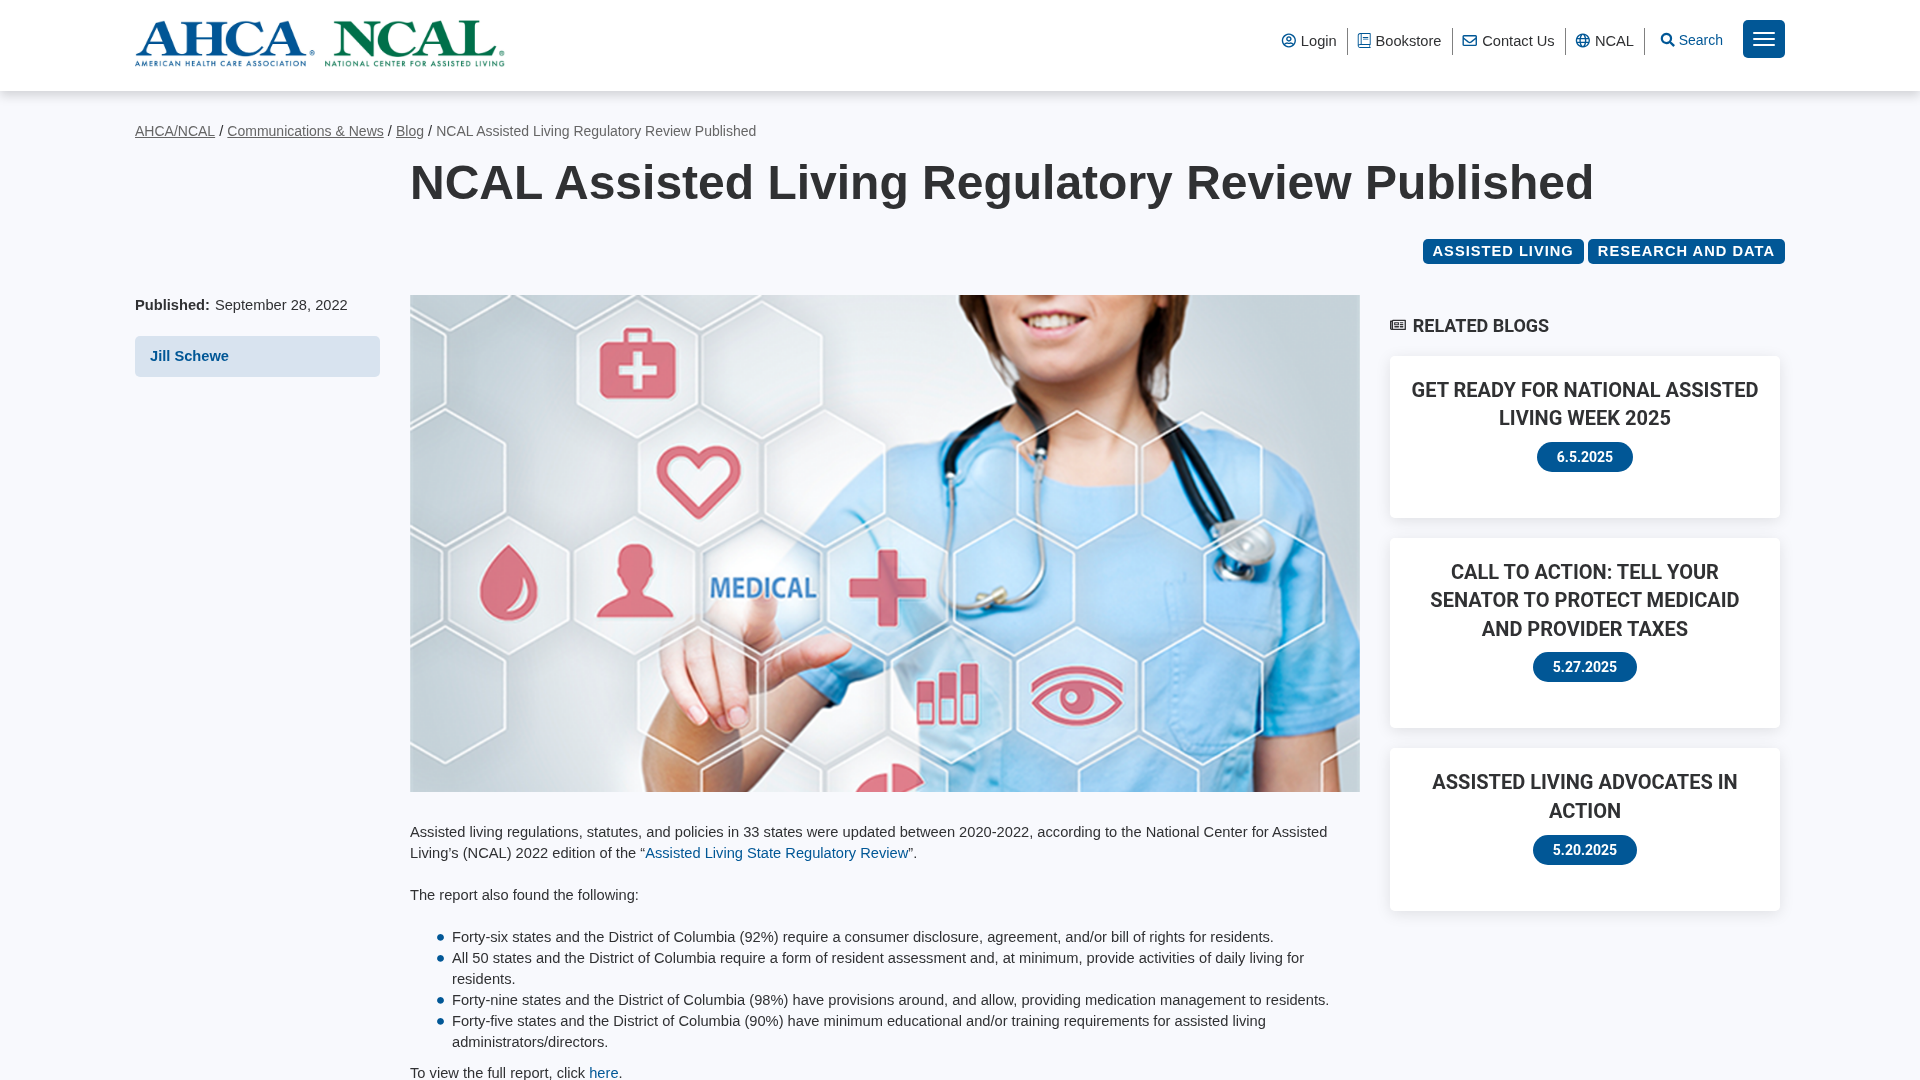 AHCA® NCAL®
AMERICAN HEALTH CARE ASSOCIATION NATIONAL CENTER FOR ASSISTED LIVING
Login
Bookstore
Contact Us
NCAL
Search
AHCA/NCAL / Communications & News / Blog / NCAL Assisted Living Regulatory Review Published
NCAL Assisted Living Regulatory Review Published
ASSISTED LIVING
RESEARCH AND DATA
Published: September 28, 2022
Jill Schewe
MEDICAL
Assisted living regulations, statutes, and policies in 33 states were updated between 2020-2022, according to the National Center for Assisted
Living’s (NCAL) 2022 edition of the “Assisted Living State Regulatory Review”.
The report also found the following:
Forty-six states and the District of Columbia (92%) require a consumer disclosure, agreement, and/or bill of rights for residents.
All 50 states and the District of Columbia require a form of resident assessment and, at minimum, provide activities of daily living for
residents.
Forty-nine states and the District of Columbia (98%) have provisions around, and allow, providing medication management to residents.
Forty-five states and the District of Columbia (90%) have minimum educational and/or training requirements for assisted living
administrators/directors.
To view the full report, click here.
RELATED BLOGS
GET READY FOR NATIONAL ASSISTED
LIVING WEEK 2025
6.5.2025
CALL TO ACTION: TELL YOUR
SENATOR TO PROTECT MEDICAID
AND PROVIDER TAXES
5.27.2025
ASSISTED LIVING ADVOCATES IN
ACTION
5.20.2025